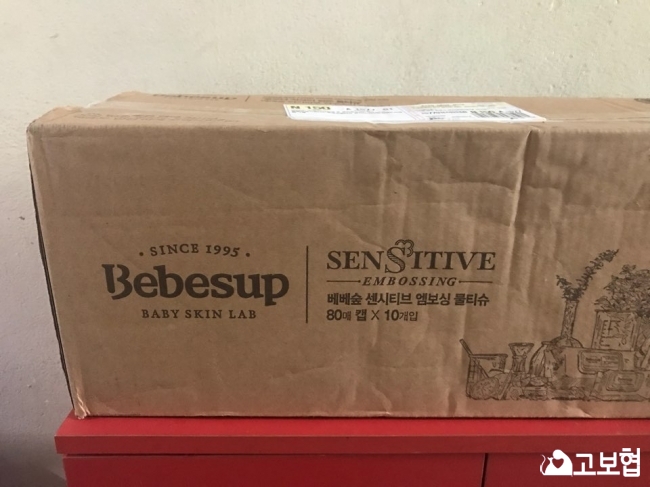 N 150
· SINCE 1995 ·
Bebesup
BABY SKIN LAB
SENSITIVE
EMBOSSING
베베숲 센시티브 엠보싱 물티슈
80매 캡 X 10개입
고보협